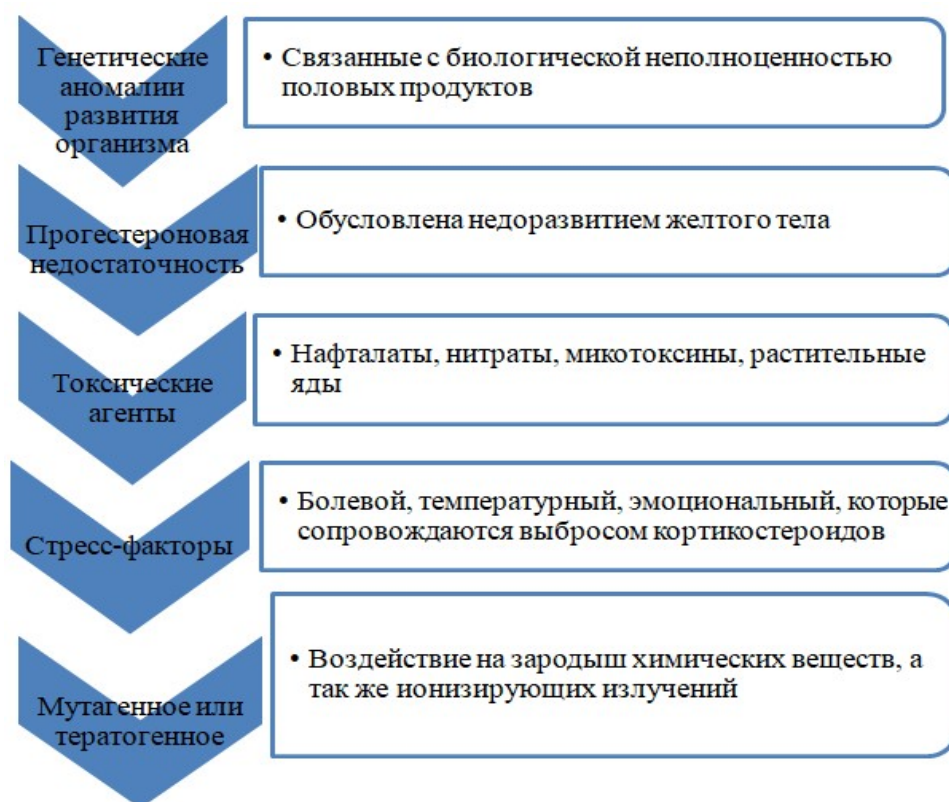 Генетические
аномалии
развития
организма
• Связанные с биологической неполноценностью
половых продуктов
Прогестероновая
недостаточность
• Обусловлена недоразвитием желтого тела
Токсические
агенты
• Нафталаты, нитраты, микотоксины, растительные
яды
Стресс-факторы
• Болевой, температурный, эмоциональный, которые
сопровождаются выбросом кортикостероидов
Мутагенное или
тератогенное
• Воздействие на зародыш химических веществ, а
так же ионизирующих излучений